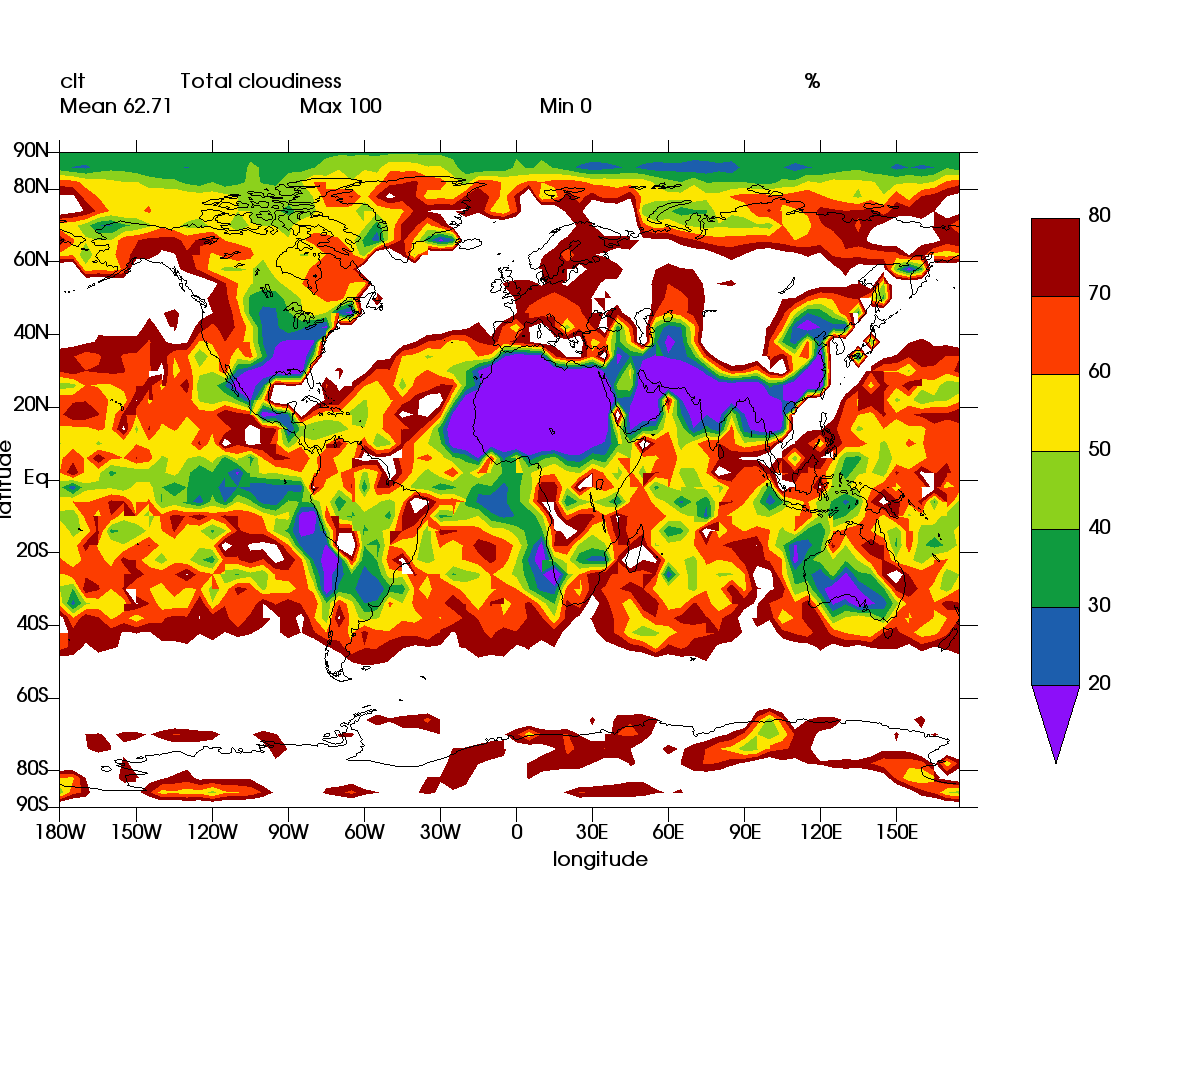 clt Total cloudiness %
Mean 62.71 Max 100 Min 0
90N
80N
60N
40N
20N
Eq
20S
40S
60S
80S
90S
latitude
180W 150W 120W 90W 60W 30W 0 30E 60E 90E 120E 150E
longitude
80
70
60
50
40
30
20